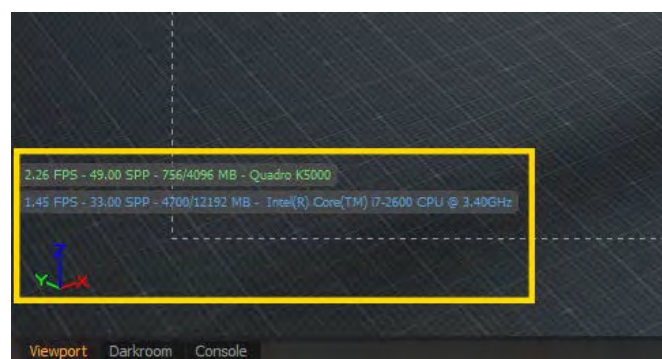 2.26 FPS - 49.00 SPP - 756/4096 MB - Quadro K5000
1.45 FPS - 33.00 SPP - 4700/12192 MB - Intel(R) Core(TM) i7-2600 CPU @ 3.40GHz
Z
Y X
Viewport Darkroom Console